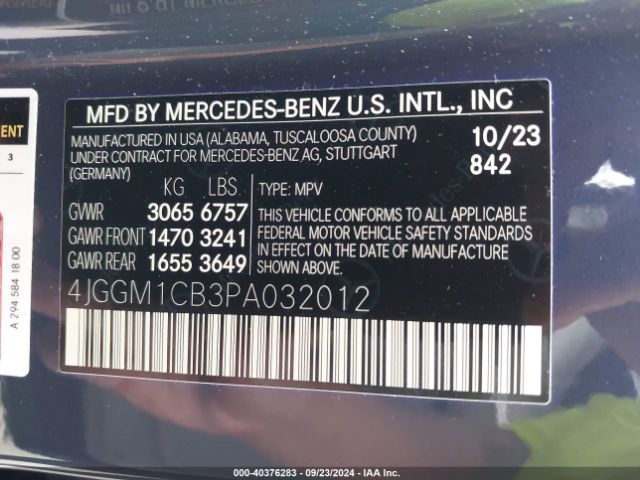 MFD BY MERCEDES-BENZ U.S. INTL., INC
MANUFACTURED IN USA (ALABAMA, TUSCALOOSA COUNTY)
UNDER CONTRACT FOR MERCEDES-BENZ AG, STUTTGART
(GERMANY)
10/23
842
KG LBS.
GVWR 3065 6757
GAWR FRONT 1470 3241
GAWR REAR 1655 3649
TYPE: MPV
THIS VEHICLE CONFORMS TO ALL APPLICABLE
FEDERAL MOTOR VEHICLE SAFETY STANDARDS
IN EFFECT ON THE DATE OF MANUFACTURE
SHOWN ABOVE.
4JGGM1CB3PA032012
3
A 294 584 18 00
000-40376283 - 09/23/2024 - © IAA Holdings, LLC